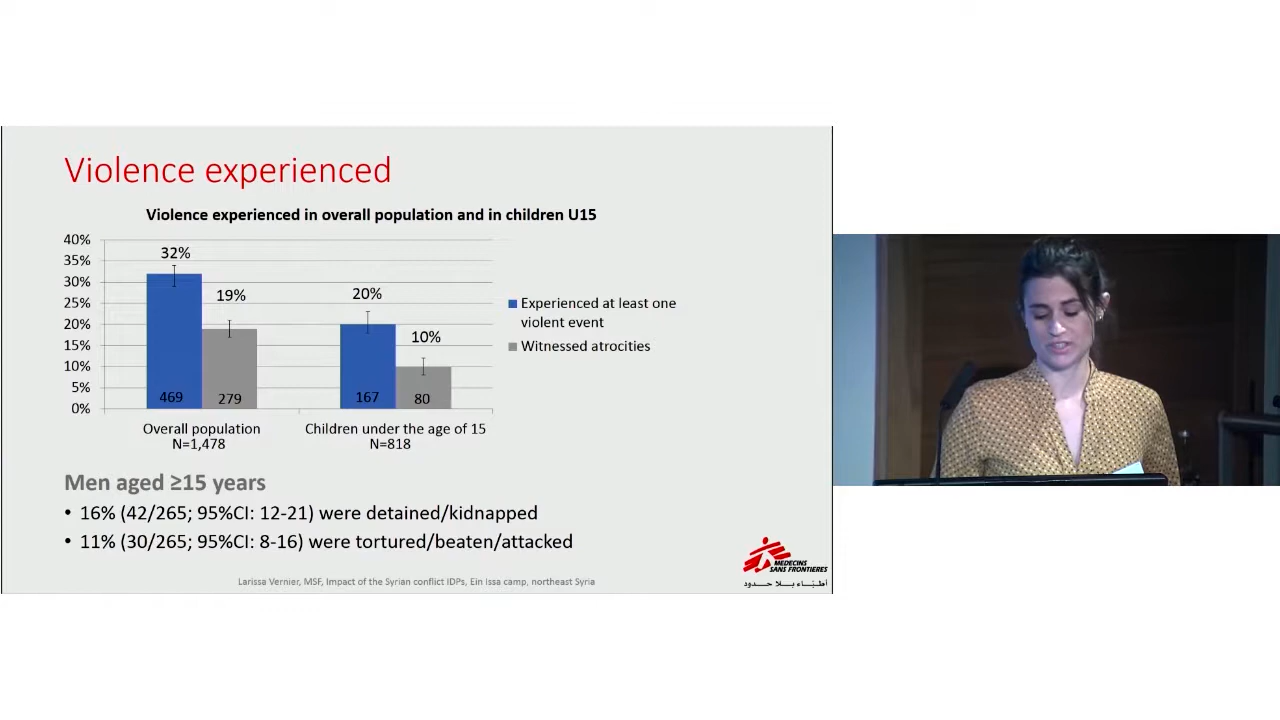 Violence experienced
Violence experienced in overall population and in children U15
40%
35%
30%
25%
20%
15%
10%
5%
0%
32%
19%
20%
10%
469
279
167
80
Overall population
N=1,478
Children under the age of 15
N=818
Experienced at least one
violent event
Witnessed atrocities
Men aged ≥15 years
• 16% (42/265; 95%CI: 12-21) were detained/kidnapped
• 11% (30/265; 95%CI: 8-16) were tortured/beaten/attacked
Larissa Vernier, MSF, Impact of the Syrian conflict IDPs, Ein Issa camp, northeast Syria
MEDECINS
SANS FRONTIERES
أطبـاء بـلا حـدود